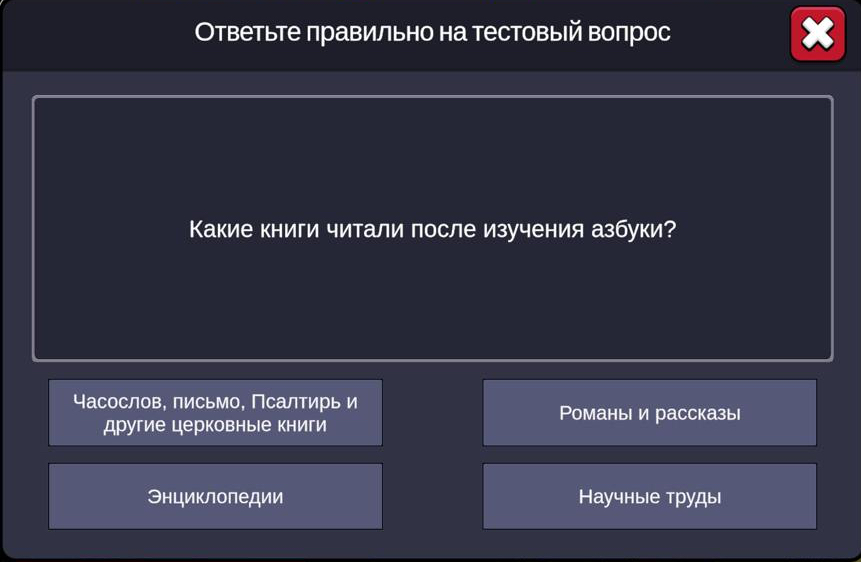 Ответьте правильно на тестовый вопрос
Какие книги читали после изучения азбуки?
Часослов, письмо, Псалтирь и
другие церковные книги
Романы и рассказы
Энциклопедии
Научные труды